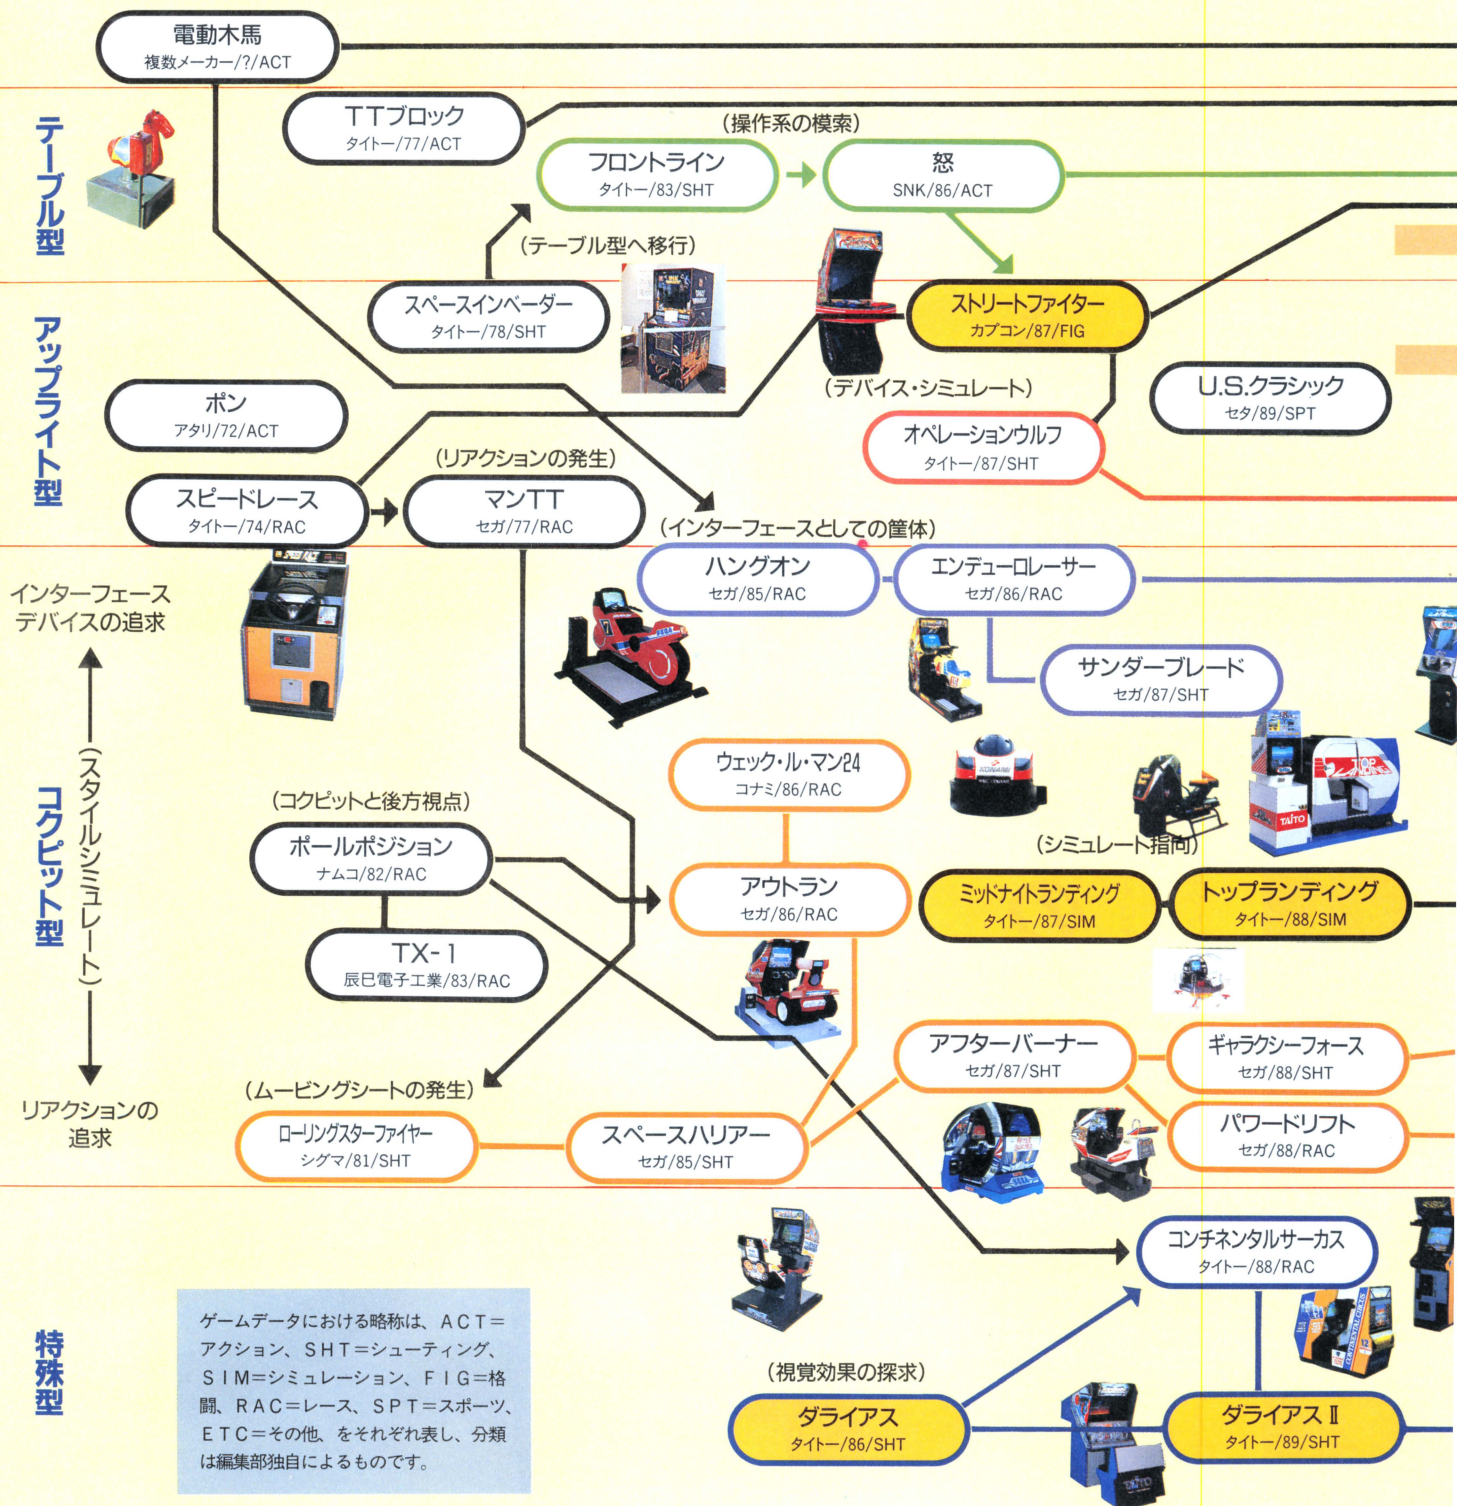 電動木馬
複数メーカー/?/ACT
テーブル型
TTブロック
タイトー/77/ACT
(操作系の模索)
フロントライン
タイトー/83/SHT
怒
SNK/86/ACT
(テーブル型へ移行)
アップライト型
スペースインベーダー
タイトー/78/SHT
ストリートファイター
カプコン/87/FIG
(デバイス・シミュレート)
U.S.クラシック
セタ/89/SPT
ポン
アタリ/72/ACT
オペレーションウルフ
タイトー/87/SHT
(リアクションの発生)
スピードレース
タイトー/74/RAC
マンTT
セガ/77/RAC
(インターフェースとしての筐体)
ハングオン
セガ/85/RAC
エンデューロレーサー
セガ/86/RAC
インターフェース
デバイスの追求
サンダーブレード
セガ/87/SHT
SEGA
コクピット型
(スタイルシミュレート)
ウェック・ル・マン24
コナミ/86/RAC
KONAMI
TOP LANDING
TAITO
(コクピットと後方視点)
(シミュレート指向)
ポールポジション
ナムコ/82/RAC
アウトラン
セガ/86/RAC
ミッドナイトランディング
タイトー/87/SIM
トップランディング
タイトー/88/SIM
TX-1
辰巳電子工業/83/RAC
アフターバーナー
セガ/87/SHT
ギャラクシーフォース
セガ/88/SHT
(ムービングシートの発生)
リアクションの
追求
ローリングスターファイヤー
シグマ/81/SHT
スペースハリアー
セガ/85/SHT
パワードリフト
セガ/88/RAC
SEGA
特殊型
コンチネンタルサーカス
タイトー/88/RAC
CONTINENTAL CIRCUS
12
ゲームデータにおける略称は、ACT=
アクション、SHT=シューティング、
SIM=シミュレーション、FIG=格
闘、RAC=レース、SPT=スポーツ、
ETC=その他、をそれぞれ表し、分類
は編集部独自によるものです。
(視覚効果の探求)
ダライアス
タイトー/86/SHT
ダライアスⅡ
タイトー/89/SHT
TAITO